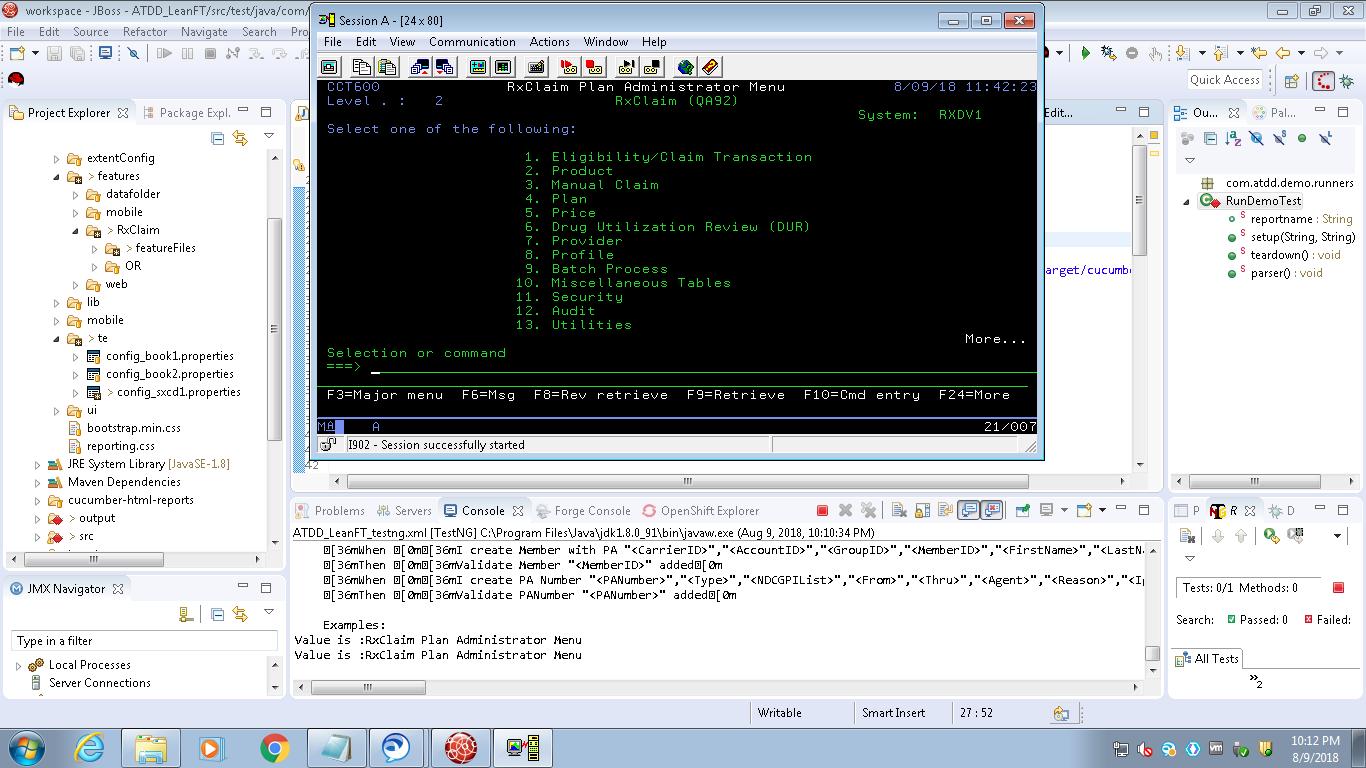 workspace - JBoss - ATDD_LeanFT/src/test/java/com/
File Edit Source Refactor Navigate Search Pro
Quick Access
Session A - [24 x 80]
File Edit View Communication Actions Window Help
CCT600 RxClaim Plan Administrator Menu 8/09/18 11:42:23
Level . : 2 RxClaim (QA92)
System: RXDV1
Select one of the following:
1. Eligibility/Claim Transaction
2. Product
3. Manual Claim
4. Plan
5. Price
6. Drug Utilization Review (DUR)
7. Provider
8. Profile
9. Batch Process
10. Miscellaneous Tables
11. Security
12. Audit
13. Utilities
More...
Selection or command
===>
F3=Major menu F6=Msg F8=Rev retrieve F9=Retrieve F10=Cmd entry F24=More
MA A 21/007
I902 - Session successfully started
Project Explorer Package Expl.
extentConfig
> features
datafolder
mobile
> RxClaim
> featureFiles
OR
web
lib
mobile
> te
config_book1.properties
config_book2.properties
> config_sxcd1.properties
ui
bootstrap.min.css
reporting.css
JRE System Library [JavaSE-1.8]
Maven Dependencies
cucumber-html-reports
> output
> src
Edit...
arget/cucumbe
42
Ou... Pal...
com.atdd.demo.runners
RunDemoTest
reportname : String
setup(String, String)
teardown() : void
parser() : void
JMX Navigator
Type in a filter
Local Processes
Server Connections
Problems Servers Console Forge Console OpenShift Explorer
ATDD_LeanFT_testng.xml [TestNG] C:\Program Files\Java\jdk1.8.0_91\bin\javaw.exe (Aug 9, 2018, 10:10:34 PM)
[36mWhen [0m[36mI create Member with PA "<CarrierID>","<AccountID>","<GroupID>","<MemberID>","<FirstName>","<LastN
[36mThen [0m[36mValidate Member "<MemberID>" added[0m
[36mWhen [0m[36mI create PA Number "<PANumber>","<Type>","<NDCGPIList>","<From>","<Thru>","<Agent>","<Reason>","<Ig
[36mThen [0m[36mValidate PANumber "<PANumber>" added[0m
Examples:
Value is :RxClaim Plan Administrator Menu
Value is :RxClaim Plan Administrator Menu
P R D
Tests: 0/1 Methods: 0
Search: Passed: 0 Failed:
All Tests
»2
Writable Smart Insert 27 : 52
10:12 PM
8/9/2018